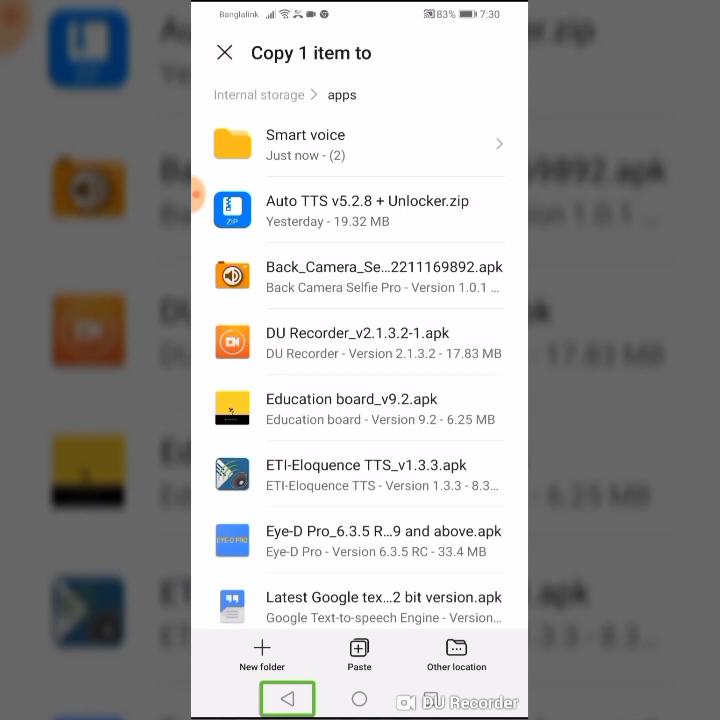 Banglalink 83% 7:30
Copy 1 item to
Internal storage > apps
Smart voice
Just now - (2)
Auto TTS v5.2.8 + Unlocker.zip
Yesterday - 19.32 MB
ZIP
Back_Camera_Se...2211169892.apk
Back Camera Selfie Pro - Version 1.0.1 ...
DU Recorder_v2.1.3.2-1.apk
DU Recorder - Version 2.1.3.2 - 17.83 MB
Education board_v9.2.apk
Education board - Version 9.2 - 6.25 MB
ETI-Eloquence TTS_v1.3.3.apk
ETI-Eloquence TTS - Version 1.3.3 - 8.3...
Eye-D Pro_6.3.5 R...9 and above.apk
EYE-D PRO
Eye-D Pro - Version 6.3.5 RC - 33.4 MB
Latest Google tex...2 bit version.apk
Google Text-to-speech Engine - Version...
New folder
Paste
Other location
DU Recorder